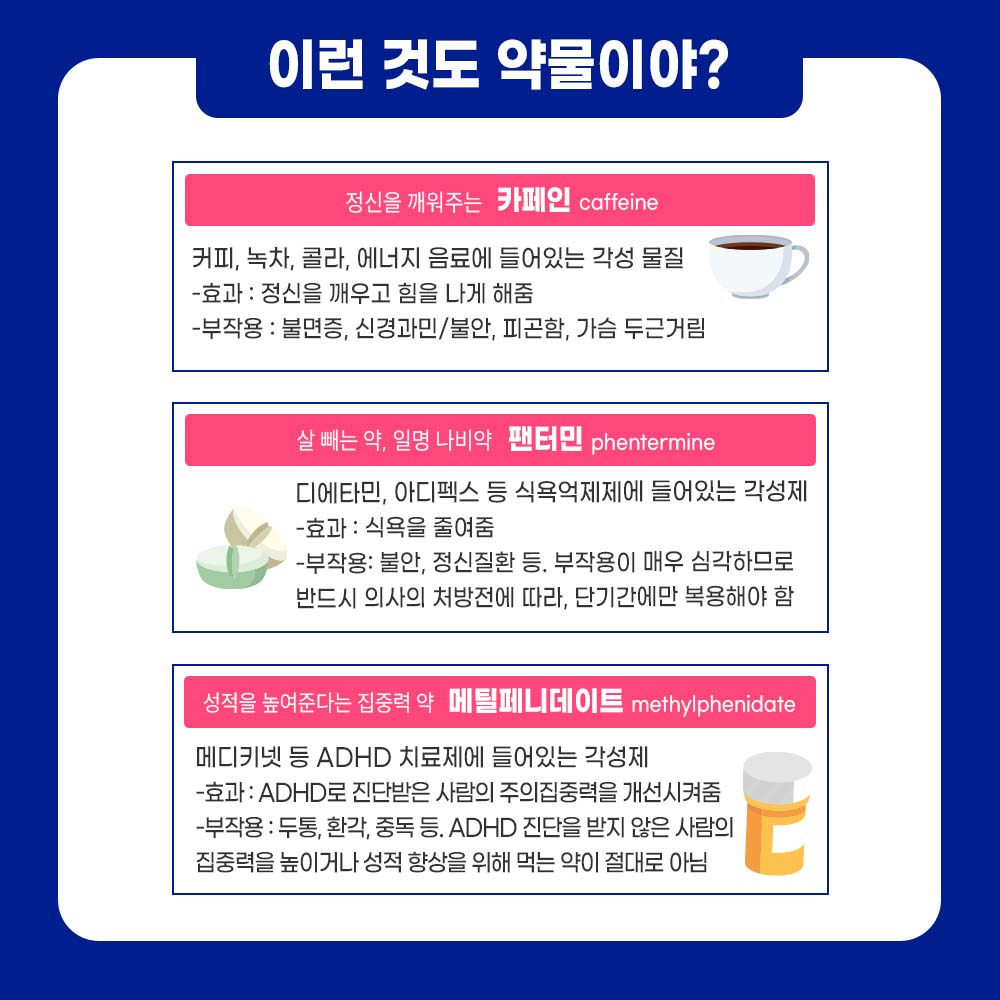 이런 것도 약물이야?
정신을 깨워주는 카페인 caffeine
커피, 녹차, 콜라, 에너지 음료에 들어있는 각성 물질
-효과 : 정신을 깨우고 힘을 나게 해줌
-부작용 : 불면증, 신경과민/불안, 피곤함, 가슴 두근거림
살 빼는 약, 일명 나비약 팬터민 phentermine
디에타민, 아디펙스 등 식욕억제제에 들어있는 각성제
-효과 : 식욕을 줄여줌
-부작용: 불안, 정신질환 등. 부작용이 매우 심각하므로
반드시 의사의 처방전에 따라, 단기간에만 복용해야 함
성적을 높여준다는 집중력 약 메틸페니데이트 methylphenidate
메디키넷 등 ADHD 치료제에 들어있는 각성제
-효과 : ADHD로 진단받은 사람의 주의집중력을 개선시켜줌
-부작용 : 두통, 환각, 중독 등. ADHD 진단을 받지 않은 사람의
집중력을 높이거나 성적 향상을 위해 먹는 약이 절대로 아님